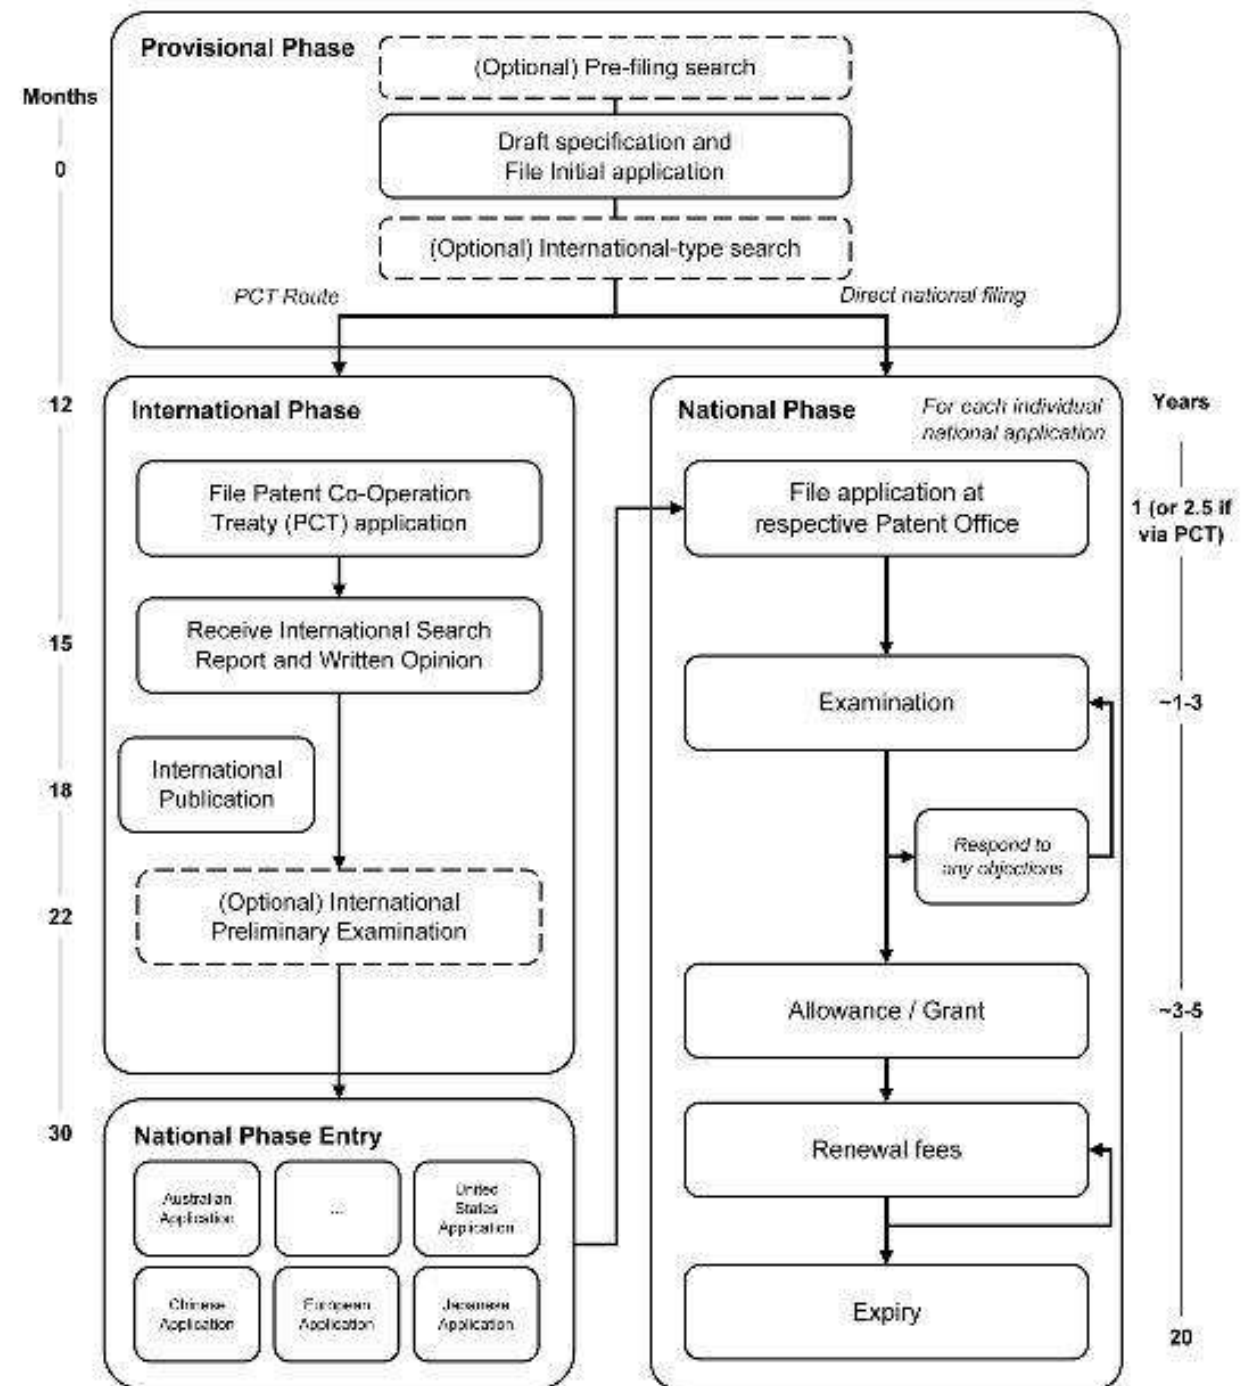 Provisional Phase
(Optional) Pre-filing search
Months
0
Draft specification and
File Initial application
(Optional) International-type search
PCT Route
Direct national filing
12
International Phase
File Patent Co-Operation
Treaty (PCT) application
15
Receive International Search
Report and Written Opinion
18
International
Publication
22
(Optional) International
Preliminary Examination
30
National Phase Entry
Australian
Application
...
United
States
Application
Chinese
Application
European
Application
Japanese
Application
National Phase
For each individual
national application
Years
File application at
respective Patent Office
1 (or 2.5 if
via PCT)
Examination
~1-3
Respond to
any objections
Allowance / Grant
~3-5
Renewal fees
Expiry
20